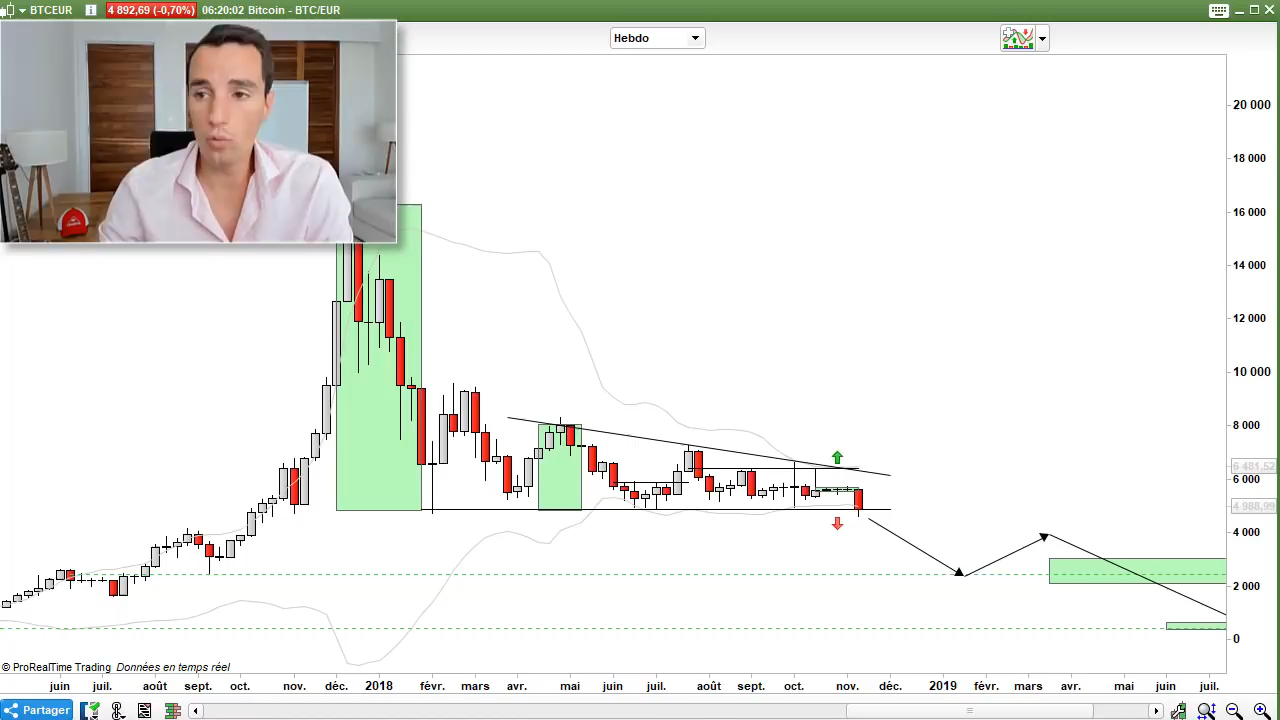 BTCEUR 4 892,69 (-0,70%) 06:20:02 Bitcoin - BTC/EUR
Hebdo
20 000
18 000
16 000
14 000
12 000
10 000
8 000
6 481,52
6 000
4 988,99
4 000
2 000
0
© ProRealTime Trading Données en temps réel
juin juil. août sept. oct. nov. déc. 2018 févr. mars avr. mai juin juil. août sept. oct. nov. déc. 2019 févr. mars avr. mai juin juil.
Partager